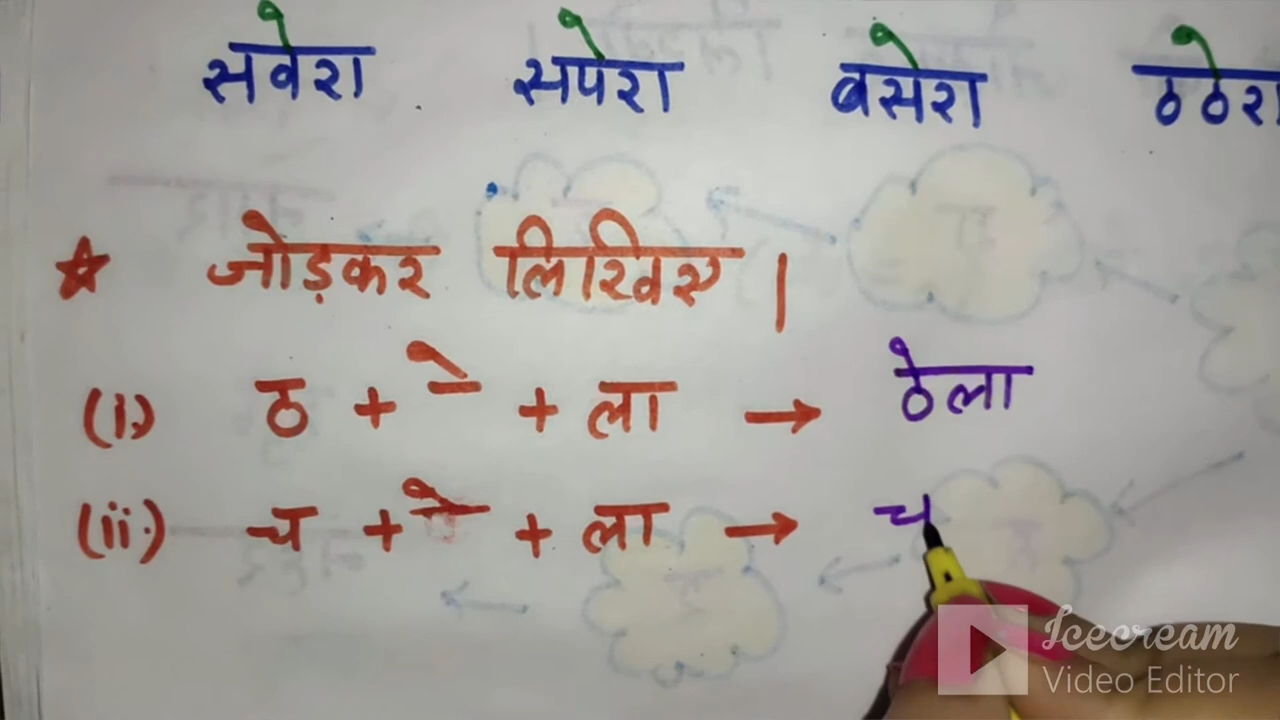 सवेरा सपेरा बसेरा ठठेरा
★ जोड़कर लिखिए ।
(i.) ठ + े + ला → ठेला
(ii.) च + े + ला → च
Icecream
Video Editor